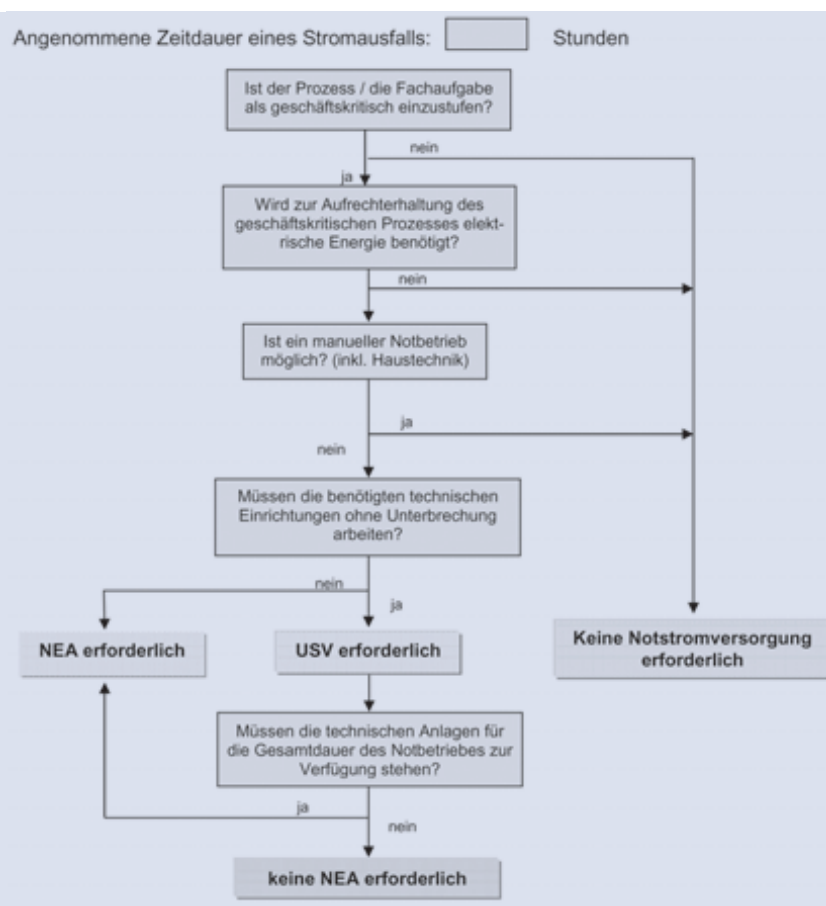 Angenommene Zeitdauer eines Stromausfalls: Stunden
Ist der Prozess / die Fachaufgabe
als geschäftskritisch einzustufen?
nein
ja
Wird zur Aufrechterhaltung des
geschäftskritischen Prozesses elekt-
rische Energie benötigt?
nein
Ist ein manueller Notbetrieb
möglich? (inkl. Haustechnik)
ja
nein
Müssen die benötigten technischen
Einrichtungen ohne Unterbrechung
arbeiten?
nein
ja
NEA erforderlich
USV erforderlich
Keine Notstromversorgung
erforderlich
Müssen die technischen Anlagen für
die Gesamtdauer des Notbetriebes zur
Verfügung stehen?
ja
nein
keine NEA erforderlich